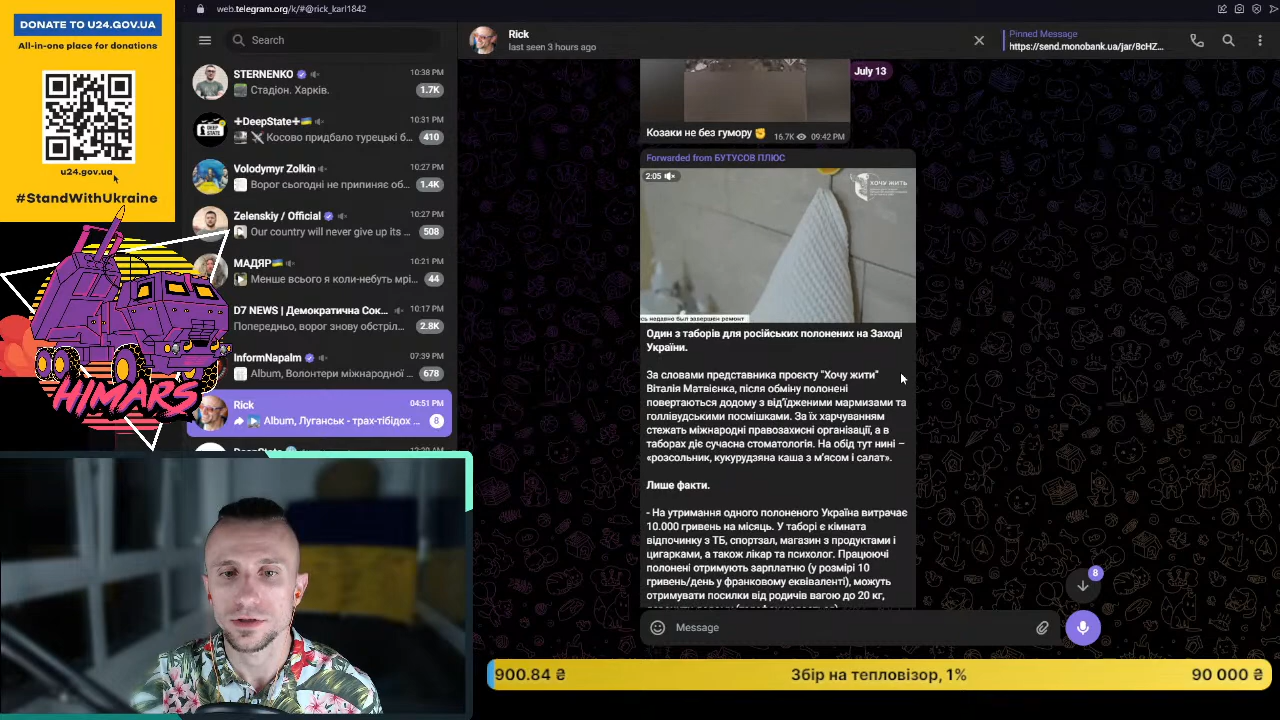 DONATE TO U24.GOV.UA
All-in-one place for donations
u24.gov.ua
#StandWithUkraine
HIMARS
web.telegram.org/k/#@rick_karl1842
Search
STERNENKO
10:38 PM
Стадіон. Харків.
1.7K
✙DeepState✙🇺🇦
10:31 PM
Косово придбало турецькі б...
410
Volodymyr Zolkin
10:27 PM
Ворог сьогодні не припиняє об...
1.4K
Zelenskiy / Official
10:27 PM
Our country will never give up its ...
508
МАДЯР🇺🇦
10:21 PM
Менше всього я коли-небуть мрі...
44
D7 NEWS | Демократична Сок...
10:17 PM
Попередньо, ворог знову обстріл...
2.8K
InformNapalm
07:39 PM
Album, Волонтери міжнародної ...
678
Rick
04:51 PM
Album, Луганськ - трах-тібідох ...
8
Rick
last seen 3 hours ago
Pinned Message
https://send.monobank.ua/jar/8cHZ...
July 13
Козаки не без гумору ✊
16.7K 09:42 PM
Forwarded from БУТУСОВ ПЛЮС
2:05
ХОЧУ ЖИТЬ
сь недавно был завершен ремонт
Один з таборів для російських полонених на Заході
України.
За словами представника проєкту "Хочу жити"
Віталія Матвієнка, після обміну полонені
повертаються додому з від'їдженими мармизами та
голлівудськими посмішками. За їх харчуванням
стежать міжнародні правозахисні організації, а в
таборах діє сучасна стоматологія. На обід тут нині –
«розсольник, кукурудзяна каша з м'ясом і салат».
Лише факти.
- На утримання одного полоненого Україна витрачає
10.000 гривень на місяць. У таборі є кімната
відпочинку з ТБ, спортзал, магазин з продуктами і
цигарками, а також лікар та психолог. Працюючі
полонені отримують зарплатню (у розмірі 10
гривень/день у франковому еквіваленті), можуть
отримувати посилки від родичів вагою до 20 кг,
8
Message
900.84 ₴
Збір на тепловізор, 1%
90 000 ₴